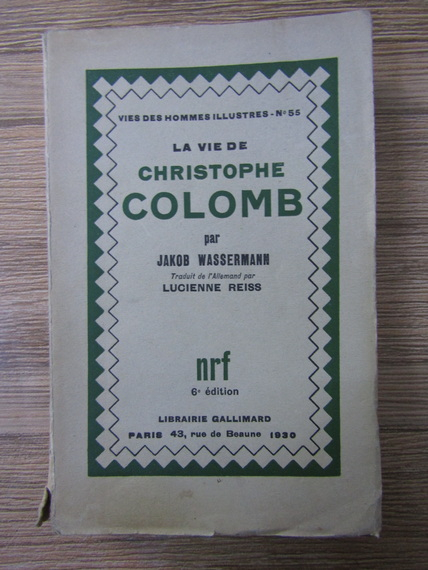 VIES DES HOMMES ILLUSTRES - Nº 55
LA VIE DE
CHRISTOPHE
COLOMB
par
JAKOB WASSERMANN
Traduit de l'Allemand par
LUCIENNE REISS
nrf
6e édition
LIBRAIRIE GALLIMARD
PARIS 43, rue de Beaune 1930